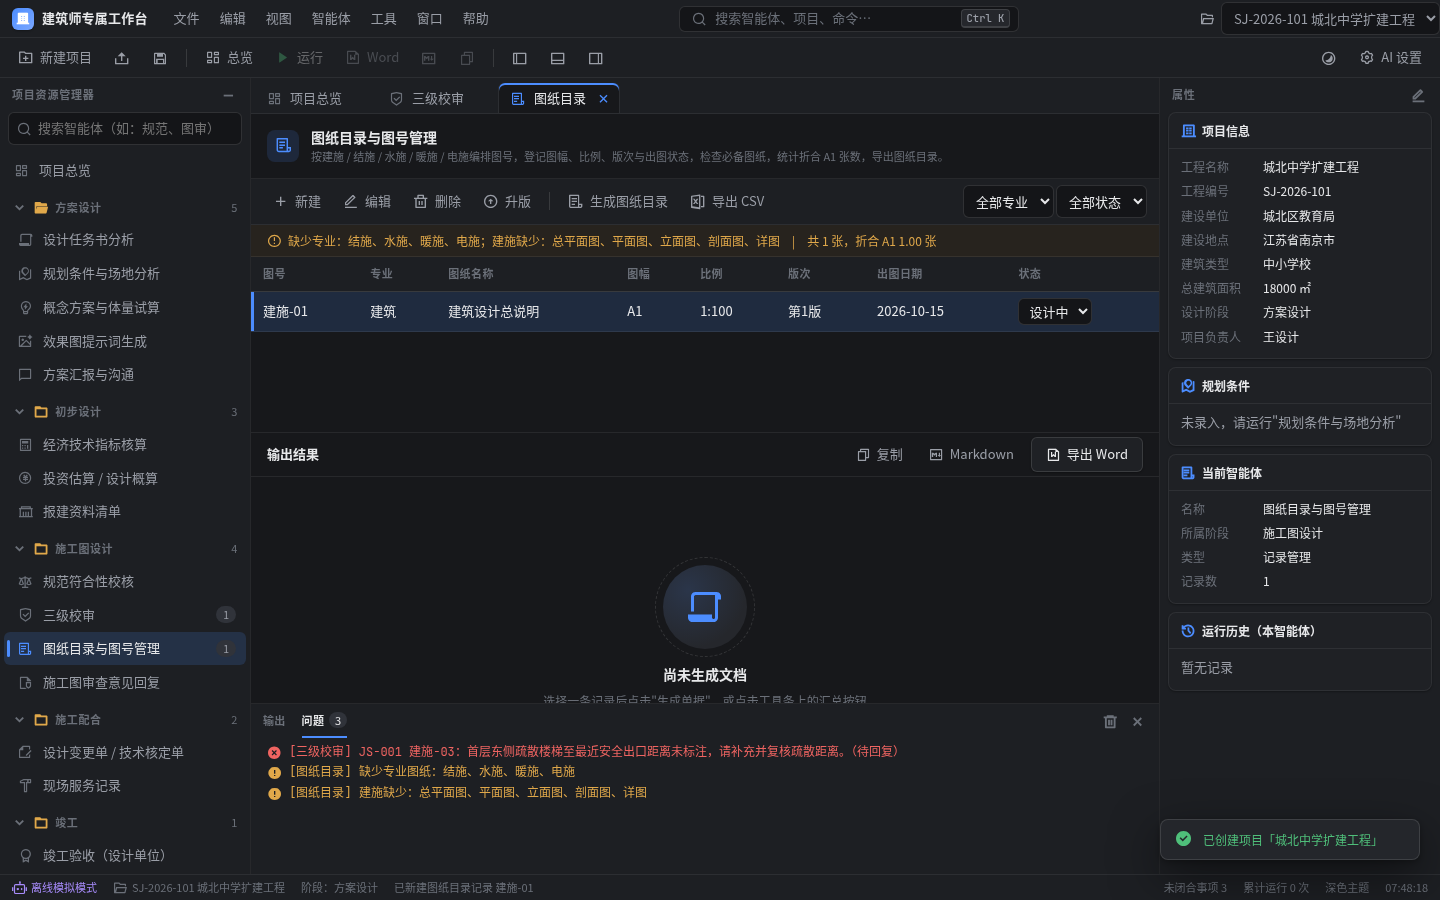 建筑师专属工作台
文件 编辑 视图 智能体 工具 窗口 帮助
搜索智能体、项目、命令… Ctrl K
SJ-2026-101 城北中学扩建工程
新建项目 总览 运行 Word AI 设置
项目资源管理器
搜索智能体（如：规范、图审）
项目总览
方案设计 5
设计任务书分析
规划条件与场地分析
概念方案与体量试算
效果图提示词生成
方案汇报与沟通
初步设计 3
经济技术指标核算
投资估算 / 设计概算
报建资料清单
施工图设计 4
规范符合性校核
三级校审 1
图纸目录与图号管理 1
施工图审查意见回复
施工配合 2
设计变更单 / 技术核定单
现场服务记录
竣工 1
竣工验收（设计单位）
项目总览 三级校审 图纸目录
图纸目录与图号管理
按建施 / 结施 / 水施 / 暖施 / 电施编排图号，登记图幅、比例、版次与出图状态，检查必备图纸，统计折合 A1 张数，导出图纸目录。
新建 编辑 删除 升版 生成图纸目录 导出 CSV 全部专业 全部状态
缺少专业：结施、水施、暖施、电施；建施缺少：总平面图、平面图、立面图、剖面图、详图 | 共 1 张，折合 A1 1.00 张
图号 专业 图纸名称 图幅 比例 版次 出图日期 状态
建施-01 建筑 建筑设计总说明 A1 1:100 第1版 2026-10-15 设计中
输出结果 复制 Markdown 导出 Word
尚未生成文档
选择一条记录后点击"生成单据"，或点击工具条上的汇总按钮
输出 问题 3
[三级校审] JS-001 建施-03：首层东侧疏散楼梯至最近安全出口距离未标注，请补充并复核疏散距离。（待回复）
[图纸目录] 缺少专业图纸：结施、水施、暖施、电施
[图纸目录] 建施缺少：总平面图、平面图、立面图、剖面图、详图
属性
项目信息
工程名称 城北中学扩建工程
工程编号 SJ-2026-101
建设单位 城北区教育局
建设地点 江苏省南京市
建筑类型 中小学校
总建筑面积 18000 ㎡
设计阶段 方案设计
项目负责人 王设计
规划条件
未录入，请运行"规划条件与场地分析"
当前智能体
名称 图纸目录与图号管理
所属阶段 施工图设计
类型 记录管理
记录数 1
运行历史（本智能体）
暂无记录
已创建项目「城北中学扩建工程」
离线模拟模式 SJ-2026-101 城北中学扩建工程 阶段：方案设计 已新建图纸目录记录 建施-01 未闭合事项 3 累计运行 0 次 深色主题 07:48:18